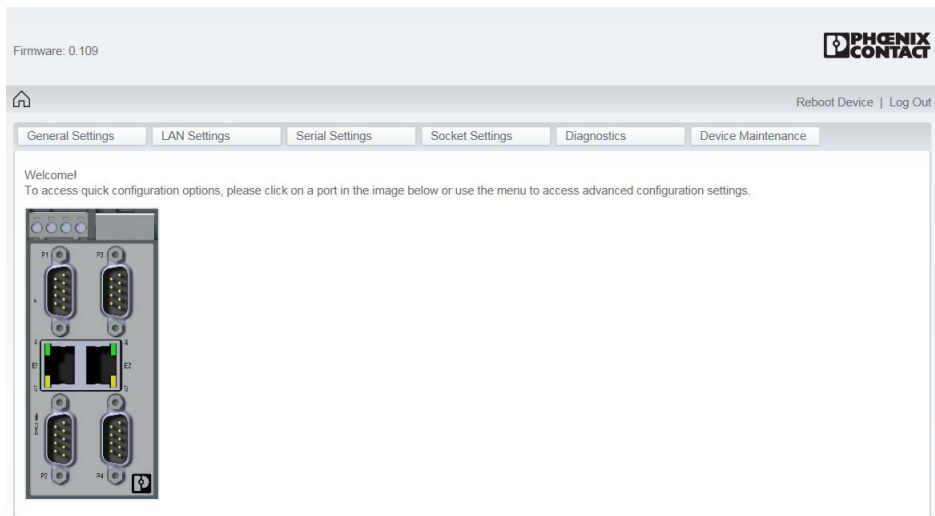 Firmware: 0.109
PHŒNIX
CONTACT
Reboot Device | Log Out
General Settings LAN Settings Serial Settings Socket Settings Diagnostics Device Maintenance
Welcome!
To access quick configuration options, please click on a port in the image below or use the menu to access advanced configuration settings.
P1 P3
E1 E2
P2 P4